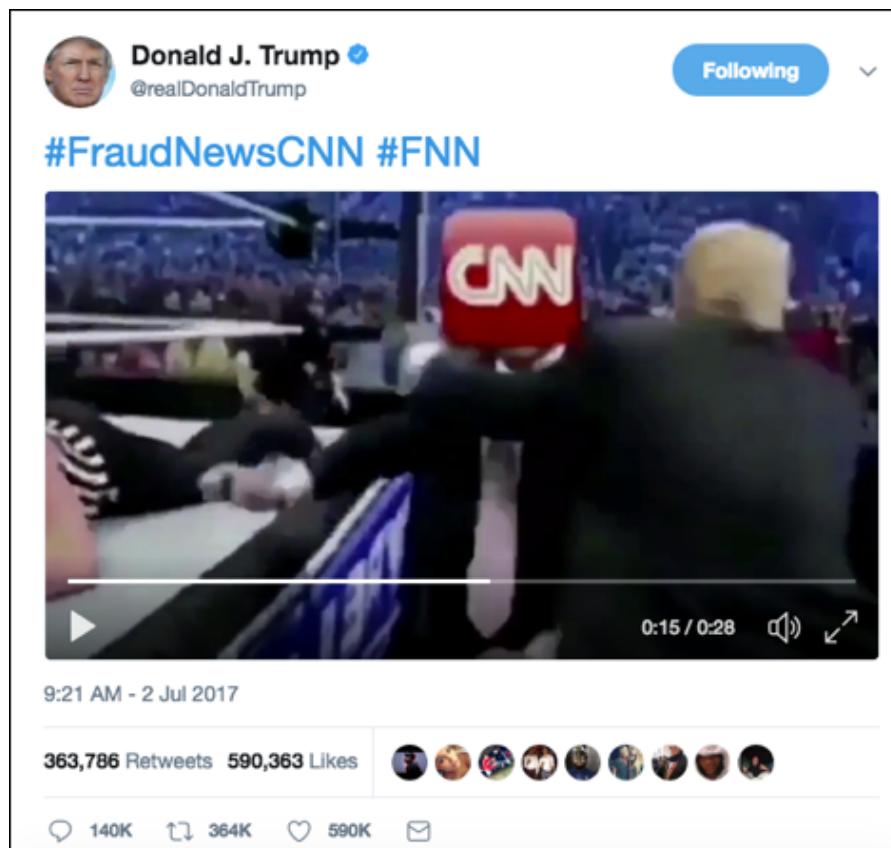 Donald J. Trump
@realDonaldTrump
Following
#FraudNewsCNN #FNN
CNN
0:15 / 0:28
9:21 AM - 2 Jul 2017
363,786 Retweets 590,363 Likes
140K 364K 590K